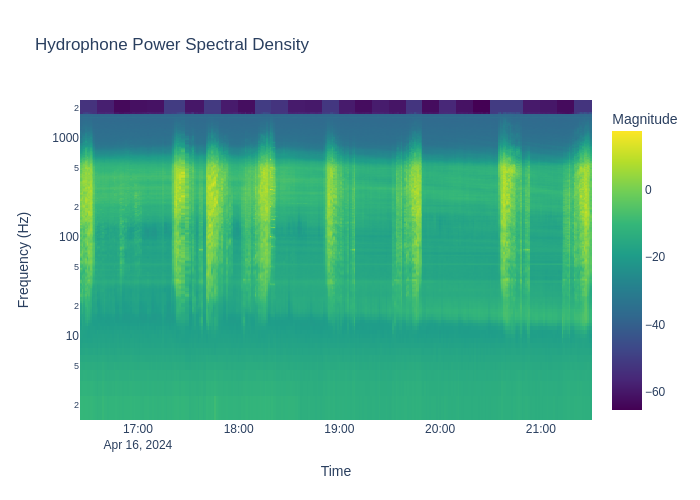 Hydrophone Power Spectral Density
Magnitude
0
−20
−40
−60
2
1000
5
2
100
5
2
10
5
2
Frequency (Hz)
17:00 18:00 19:00 20:00 21:00
Apr 16, 2024
Time